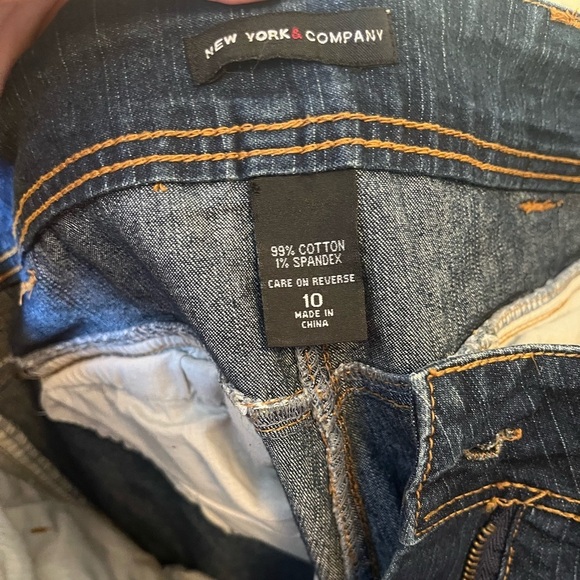 NEW YORK & COMPANY
99% COTTON
1% SPANDEX
CARE ON REVERSE
10
MADE IN
CHINA